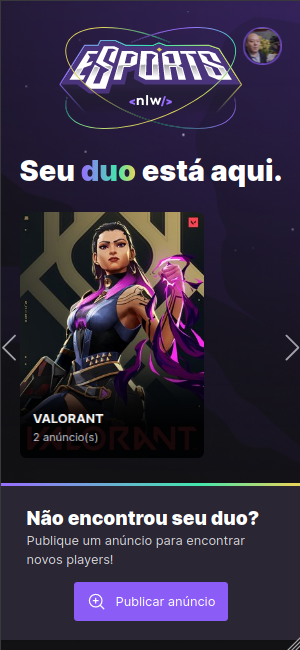 ESPORTS
<nlw/>
Seu duo está aqui.
VALORANT
VALORANT
2 anúncio(s)
Não encontrou seu duo?
Publique um anúncio para encontrar
novos players!
Publicar anúncio